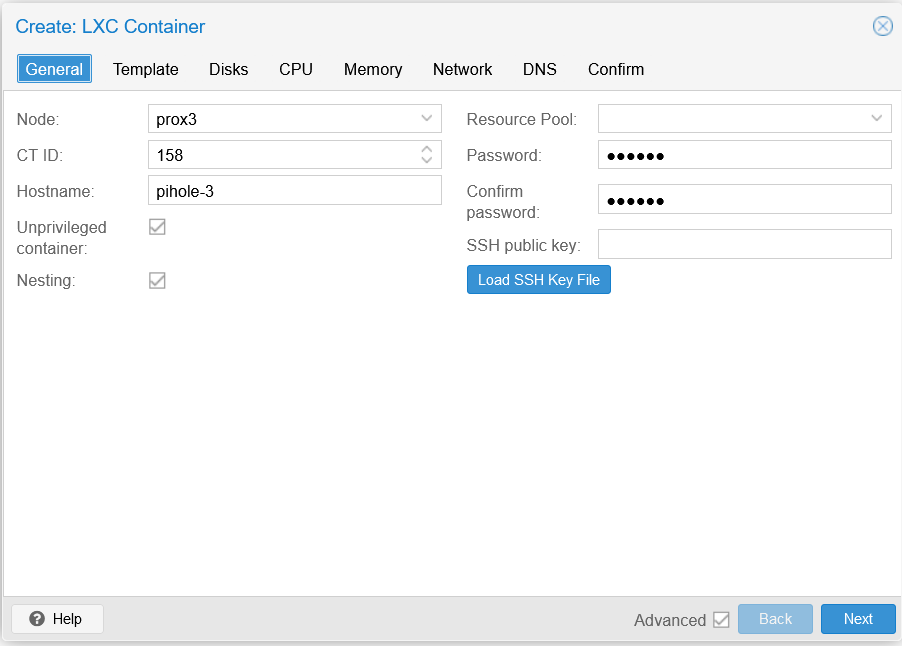 Create: LXC Container
General Template Disks CPU Memory Network DNS Confirm
Node: prox3
CT ID: 158
Hostname: pihole-3
Unprivileged
container:
Nesting:
Resource Pool:
Password: ●●●●●●
Confirm
password: ●●●●●●
SSH public key:
Load SSH Key File
Help Advanced Back Next